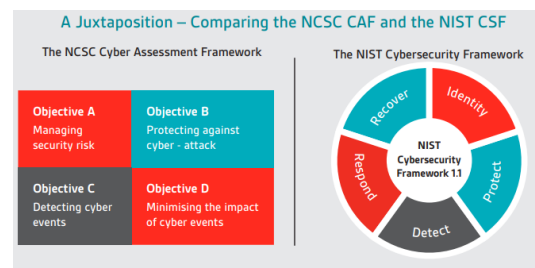 A Juxtaposition – Comparing the NCSC CAF and the NIST CSF
The NCSC Cyber Assessment Framework
Objective A
Managing
security risk
Objective B
Protecting against
cyber - attack
Objective C
Detecting cyber
events
Objective D
Minimising the impact
of cyber events
The NIST Cybersecurity Framework
Recover
Identity
Respond
NIST
Cybersecurity
Framework 1.1
Protect
Detect